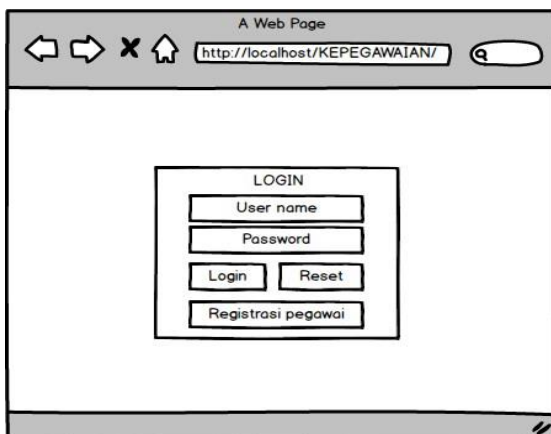 A Web Page
http://localhost/KEPEGAWAIAN/
LOGIN
User name
Password
Login Reset
Registrasi pegawai